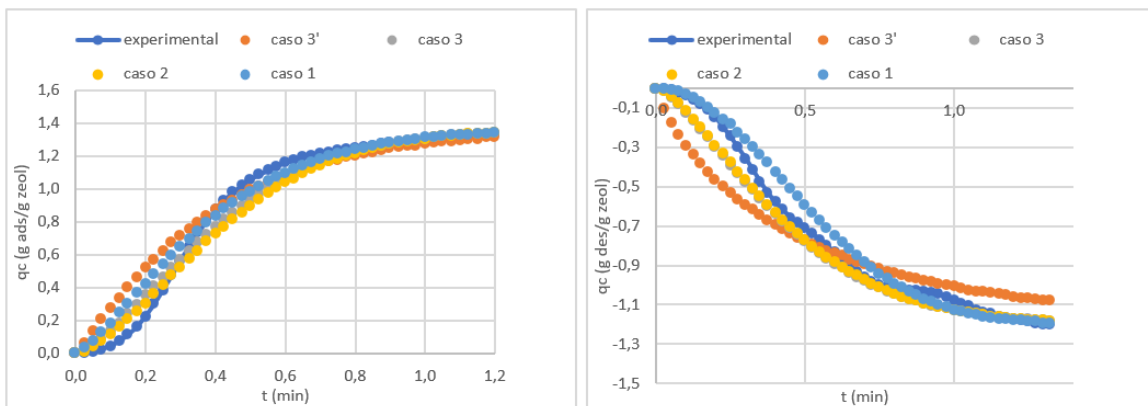 experimental
caso 3'
caso 3
caso 2
caso 1
qc (g ads/g zeol)
1,6
1,4
1,2
1,0
0,8
0,6
0,4
0,2
0,0
0,0 0,2 0,4 0,6 0,8 1,0 1,2
t (min)
experimental
caso 3'
caso 3
caso 2
caso 1
qc (g des/g zeol)
0,0 0,5 1,0
-0,1
-0,3
-0,5
-0,7
-0,9
-1,1
-1,3
-1,5
t (min)